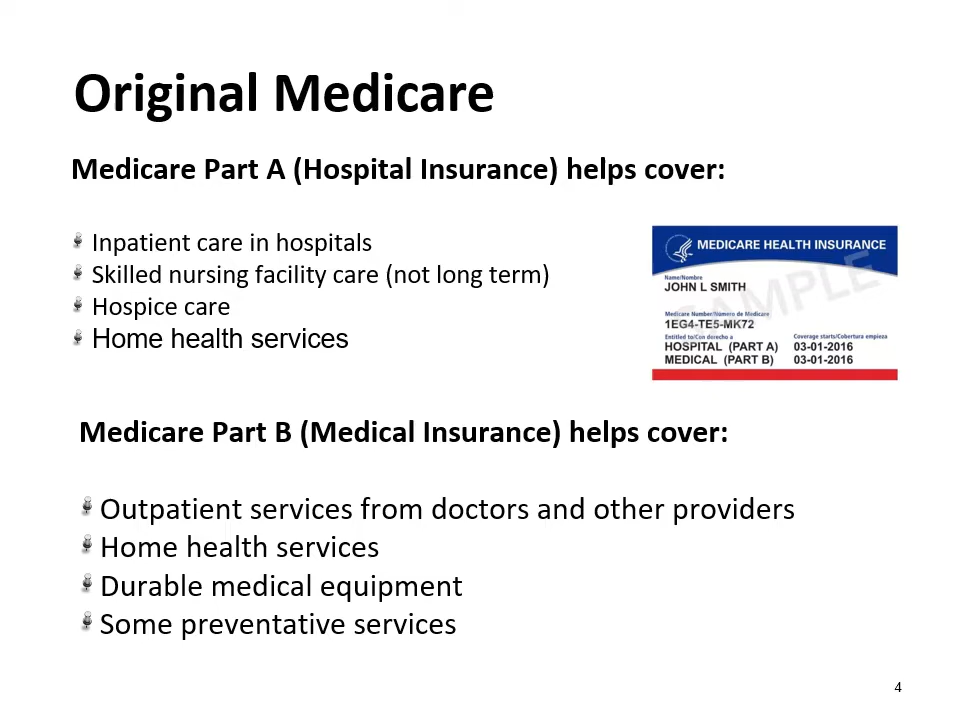 Original Medicare
Medicare Part A (Hospital Insurance) helps cover:
Inpatient care in hospitals
Skilled nursing facility care (not long term)
Hospice care
Home health services
MEDICARE HEALTH INSURANCE
Name/Nombre
JOHN L SMITH
SAMPLE
Medicare Number/Número de Medicare
1EG4-TE5-MK72
Entitled to/Con derecho a Coverage starts/Cobertura empieza
HOSPITAL (PART A) 03-01-2016
MEDICAL (PART B) 03-01-2016
Medicare Part B (Medical Insurance) helps cover:
Outpatient services from doctors and other providers
Home health services
Durable medical equipment
Some preventative services
4